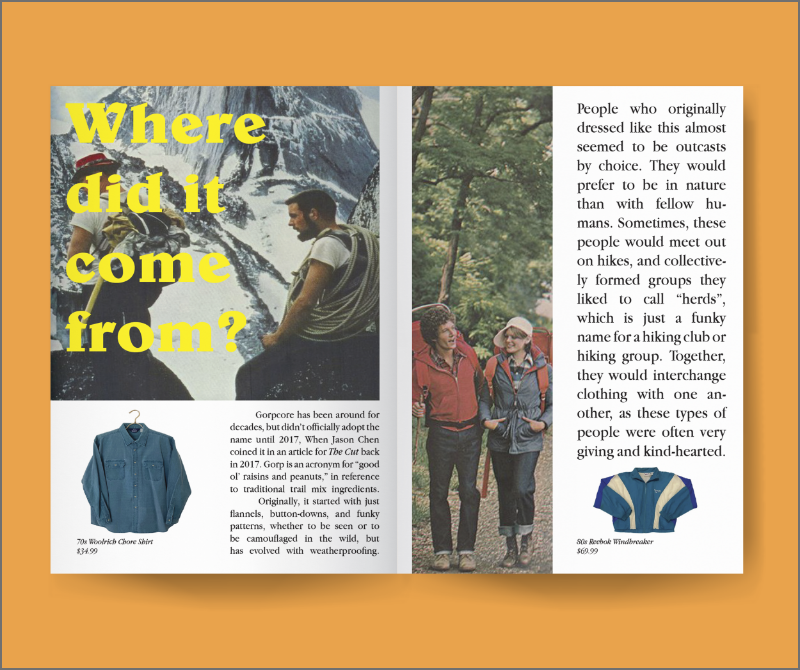 Where
did it
come
from?
Gorpcore has been around for
decades, but didn't officially adopt the
name until 2017, When Jason Chen
coined it in an article for The Cut back
in 2017. Gorp is an acronym for "good
ol' raisins and peanuts," in reference
to traditional trail mix ingredients.
Originally, it started with just
flannels, button-downs, and funky
patterns, whether to be seen or to
be camouflaged in the wild, but
has evolved with weatherproofing.
70s Woolrich Chore Shirt
$34.99
People who originally
dressed like this almost
seemed to be outcasts
by choice. They would
prefer to be in nature
than with fellow hu-
mans. Sometimes, these
people would meet out
on hikes, and collective-
ly formed groups they
liked to call "herds",
which is just a funky
name for a hiking club or
hiking group. Together,
they would interchange
clothing with one an-
other, as these types of
people were often very
giving and kind-hearted.
80s Reebok Windbreaker
$69.99